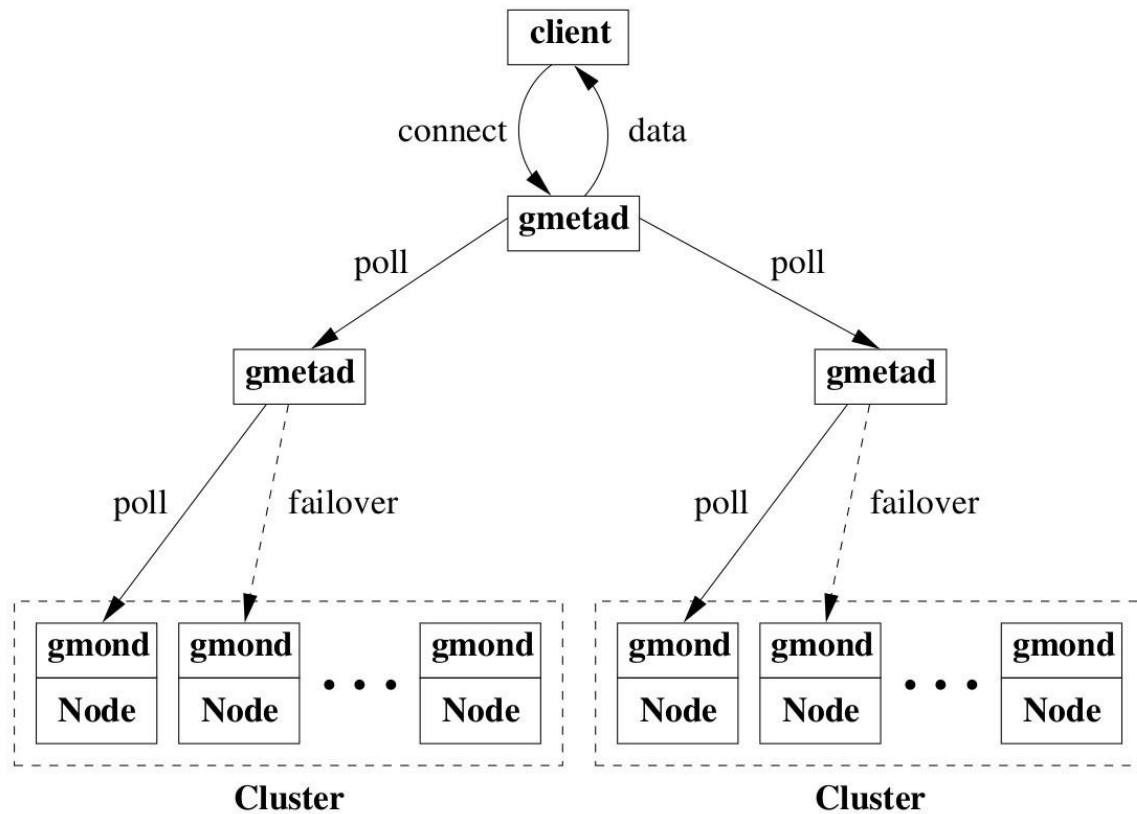 client
connect
data
gmetad
poll
poll
gmetad
gmetad
poll
failover
poll
failover
gmond
gmond
gmond
gmond
gmond
gmond
Node
Node
Node
Node
Node
Node
Cluster
Cluster